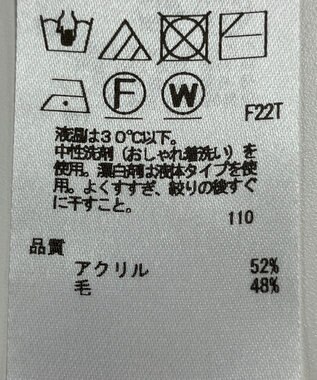 F W F22T
液温は30℃以下。
中性洗剤(おしゃれ着洗い)を
使用。漂白剤は液体タイプを使
用。よくすすぎ、絞りの後すぐ
に干すこと。
110
品質
アクリル 52%
毛 48%